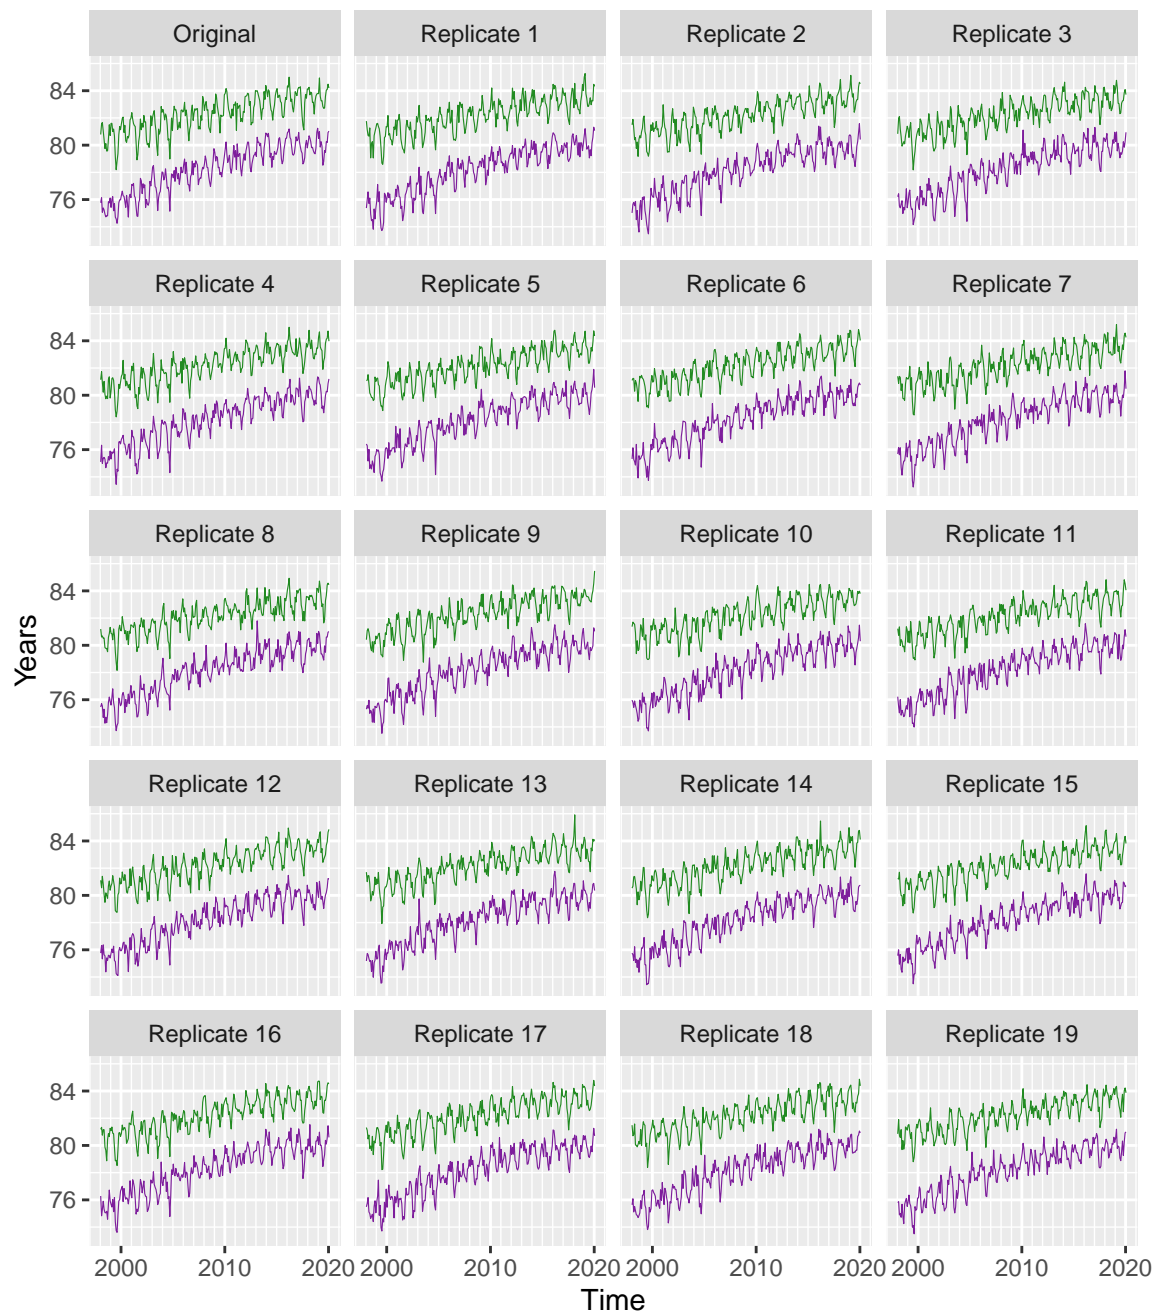 Original Replicate 1 Replicate 2 Replicate 3
84
80
76
Replicate 4 Replicate 5 Replicate 6 Replicate 7
84
80
76
Replicate 8 Replicate 9 Replicate 10 Replicate 11
84
80
76
Years
Replicate 12 Replicate 13 Replicate 14 Replicate 15
84
80
76
Replicate 16 Replicate 17 Replicate 18 Replicate 19
84
80
76
2000 2010 2020 2000 2010 2020 2000 2010 2020 2000 2010 2020
Time